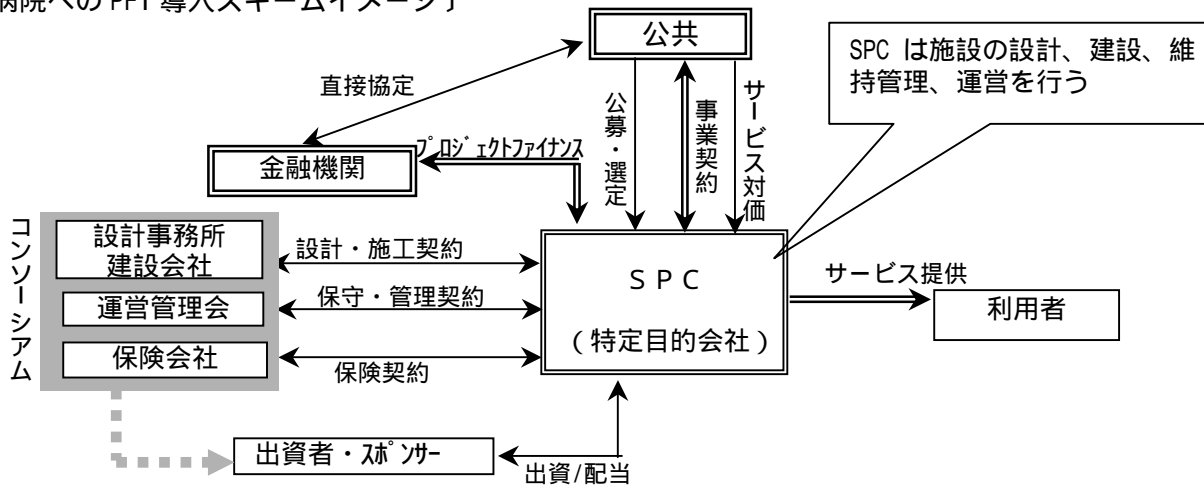 病院へのPFI導入スキームイメージ〕
公共
SPC は施設の設計、建設、維
持管理、運営を行う
直接協定
公募・選定
事業契約
サービス対価
プロジェクトファイナンス
金融機関
コンソーシアム
設計事務所
建設会社
設計・施工契約
ＳＰＣ
(特定目的会社)
サービス提供
利用者
運営管理会
保守・管理契約
保険会社
保険契約
出資者・スポンサー
出資/配当